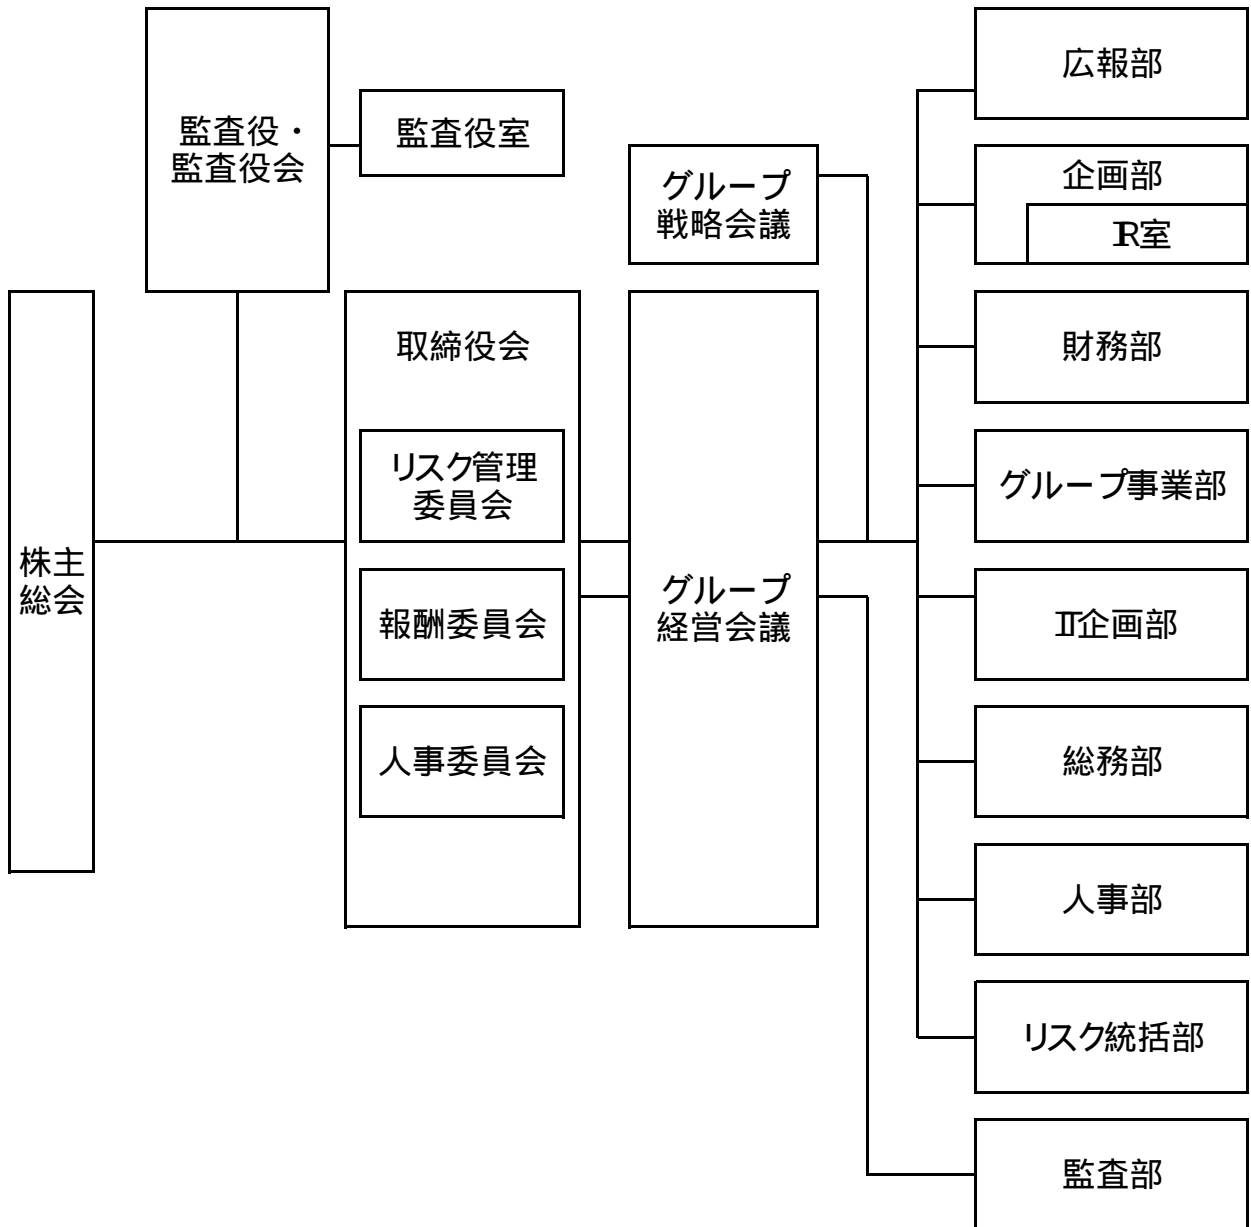 監査役・
監査役会
監査役室
株主
総会
取締役会
リスク管理
委員会
報酬委員会
人事委員会
グループ
戦略会議
グループ
経営会議
広報部
企画部
IR室
財務部
グループ事業部
IT企画部
総務部
人事部
リスク統括部
監査部